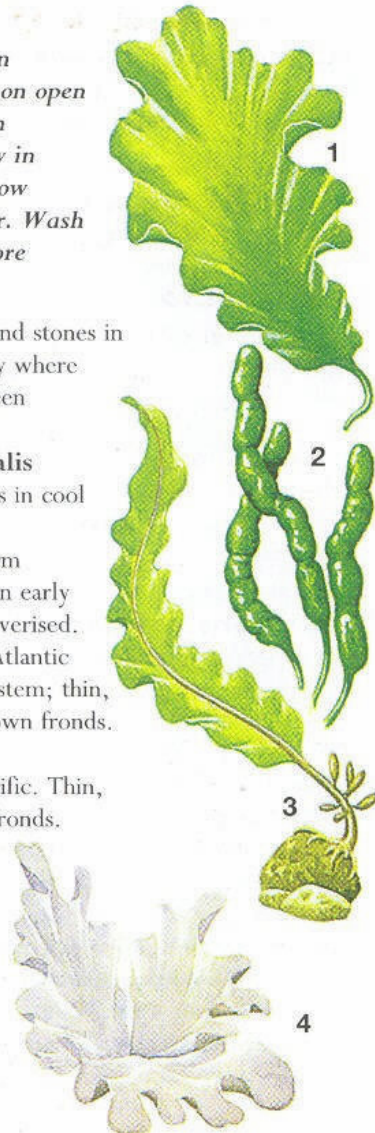 n
on open
n
w in
ow
r. Wash
ore
1
nd stones in
y where
een
2
alis
s in cool
rm
n early
verised.
Atlantic
stem; thin,
own fronds.
ific. Thin,
3
ronds.
4